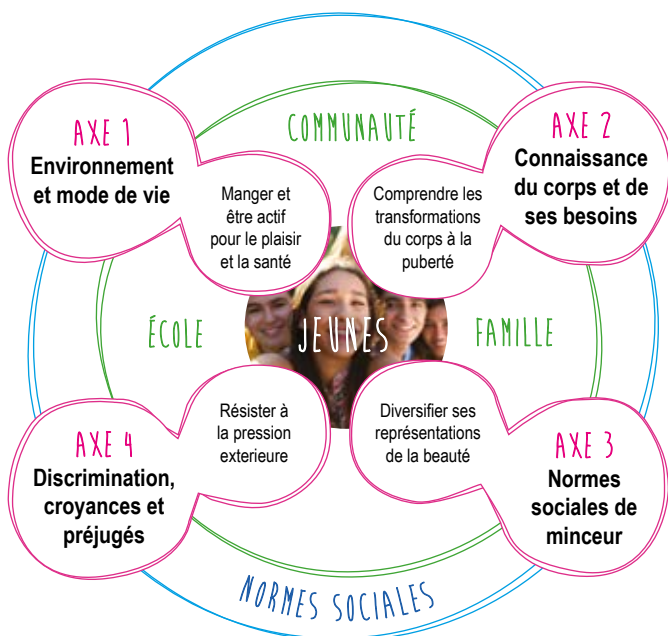 COMMUNAUTÉ
AXE 1
Environnement
et mode de vie
Manger et
être actif
pour le plaisir
et la santé
AXE 2
Connaissance
du corps et de
ses besoins
Comprendre les
transformations
du corps à la
puberté
ÉCOLE
JEUNES
FAMILLE
AXE 4
Discrimination,
croyances et
préjugés
Résister à
la pression
exterieure
Diversifier ses
représentations
de la beauté
AXE 3
Normes
sociales de
minceur
NORMES SOCIALES